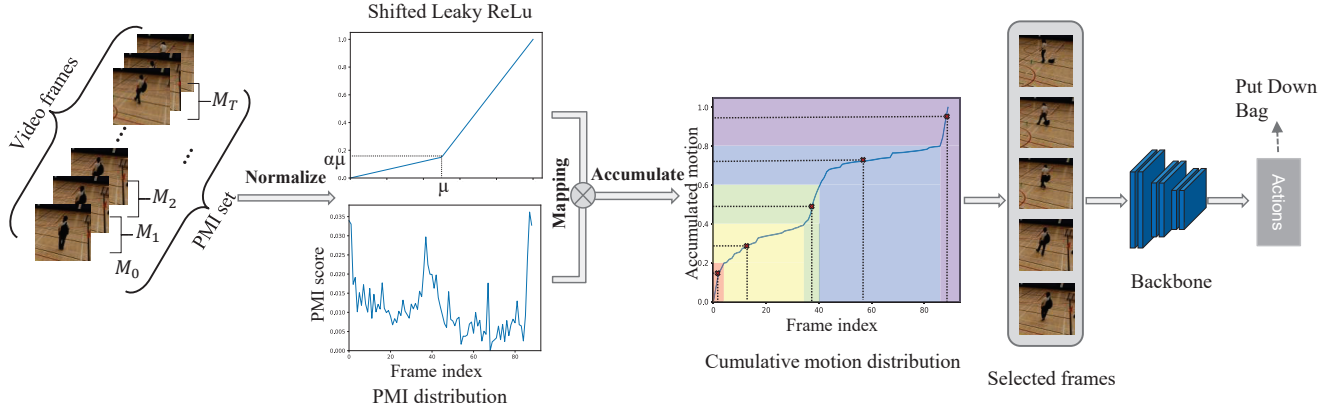 Video frames
M_T
M_2
M_1
M_0
PMI set
Normalize
Shifted Leaky ReLu
1.0
0.8
0.6
0.4
0.2
αμ
0.0
μ
PMI score
0.035
0.030
0.025
0.020
0.015
0.010
0.005
0.000
0 20 40 60 80
Frame index
PMI distribution
Mapping
Accumulate
Accumulated motion
1.0
0.8
0.6
0.4
0.2
0.0
0 20 40 60 80
Frame index
Cumulative motion distribution
Selected frames
Backbone
Put Down
Bag
Actions